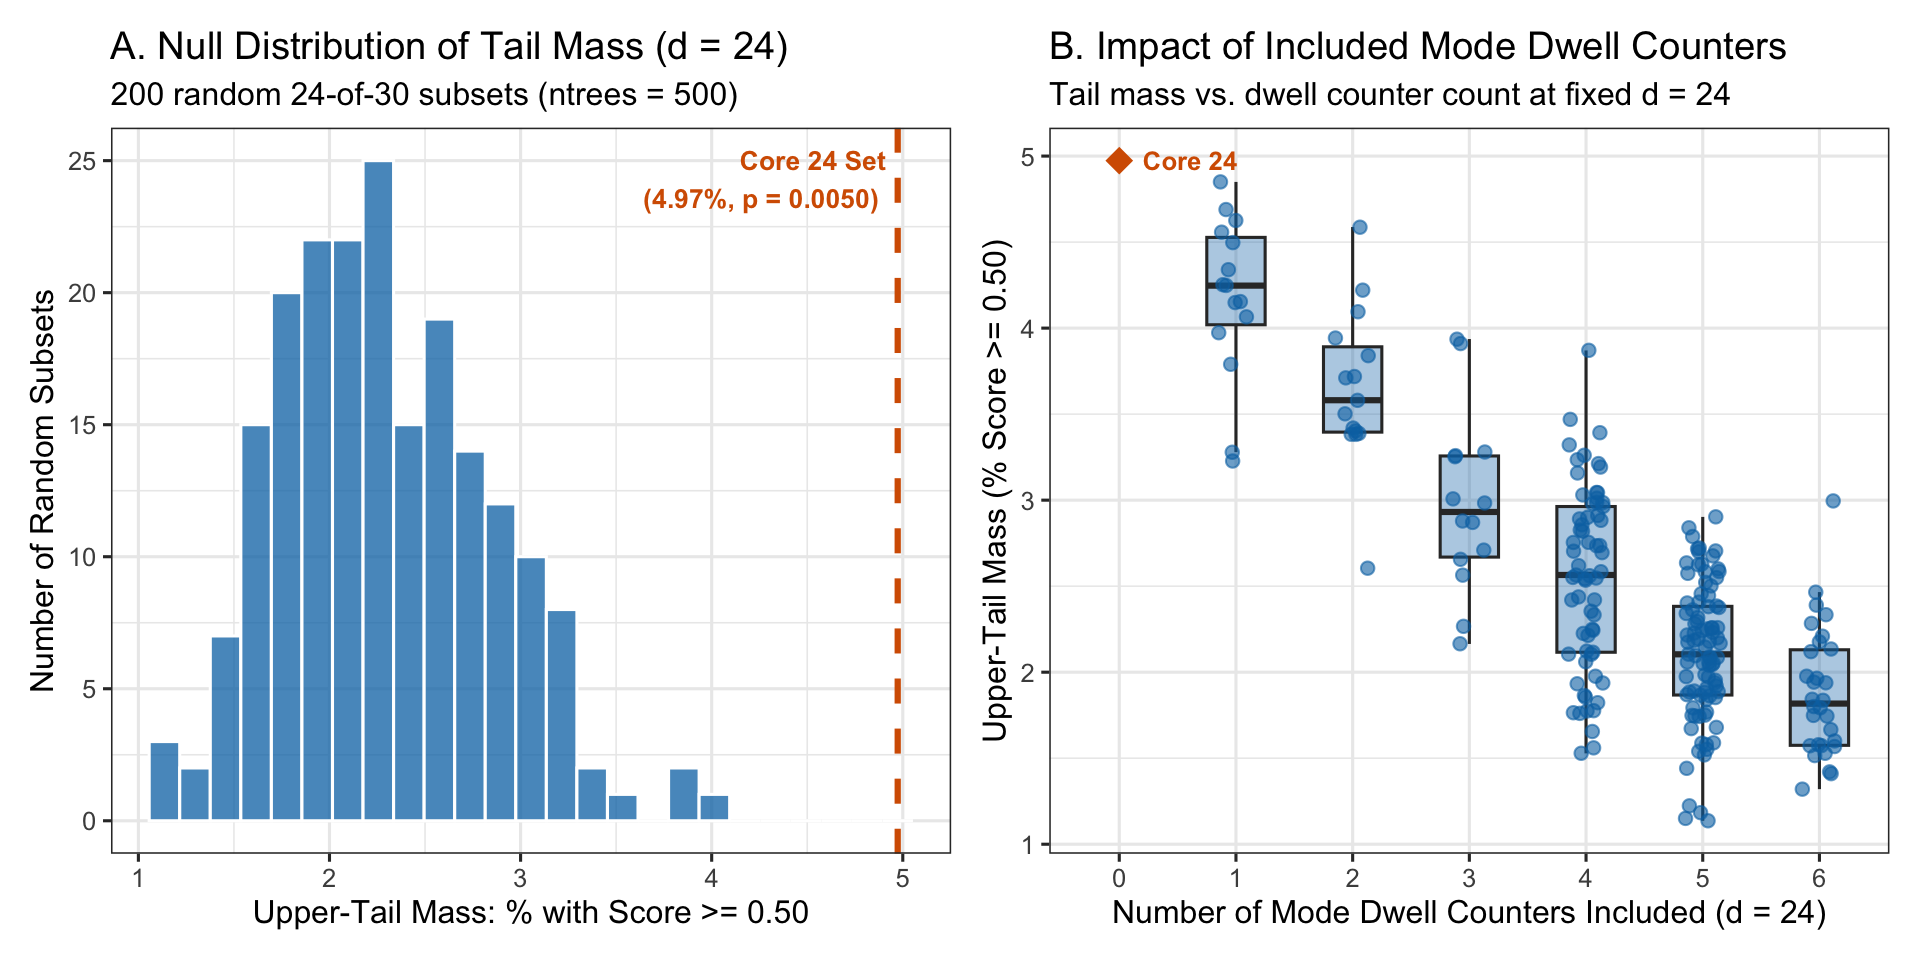 A. Null Distribution of Tail Mass (d = 24)
200 random 24-of-30 subsets (ntrees = 500)
Number of Random Subsets
25
20
15
10
5
0
Core 24 Set
(4.97%, p = 0.0050)
1
2
3
4
5
Upper-Tail Mass: % with Score >= 0.50
B. Impact of Included Mode Dwell Counters
Tail mass vs. dwell counter count at fixed d = 24
Upper-Tail Mass (% Score >= 0.50)
5
4
3
2
1
Core 24
0
1
2
3
4
5
6
Number of Mode Dwell Counters Included (d = 24)